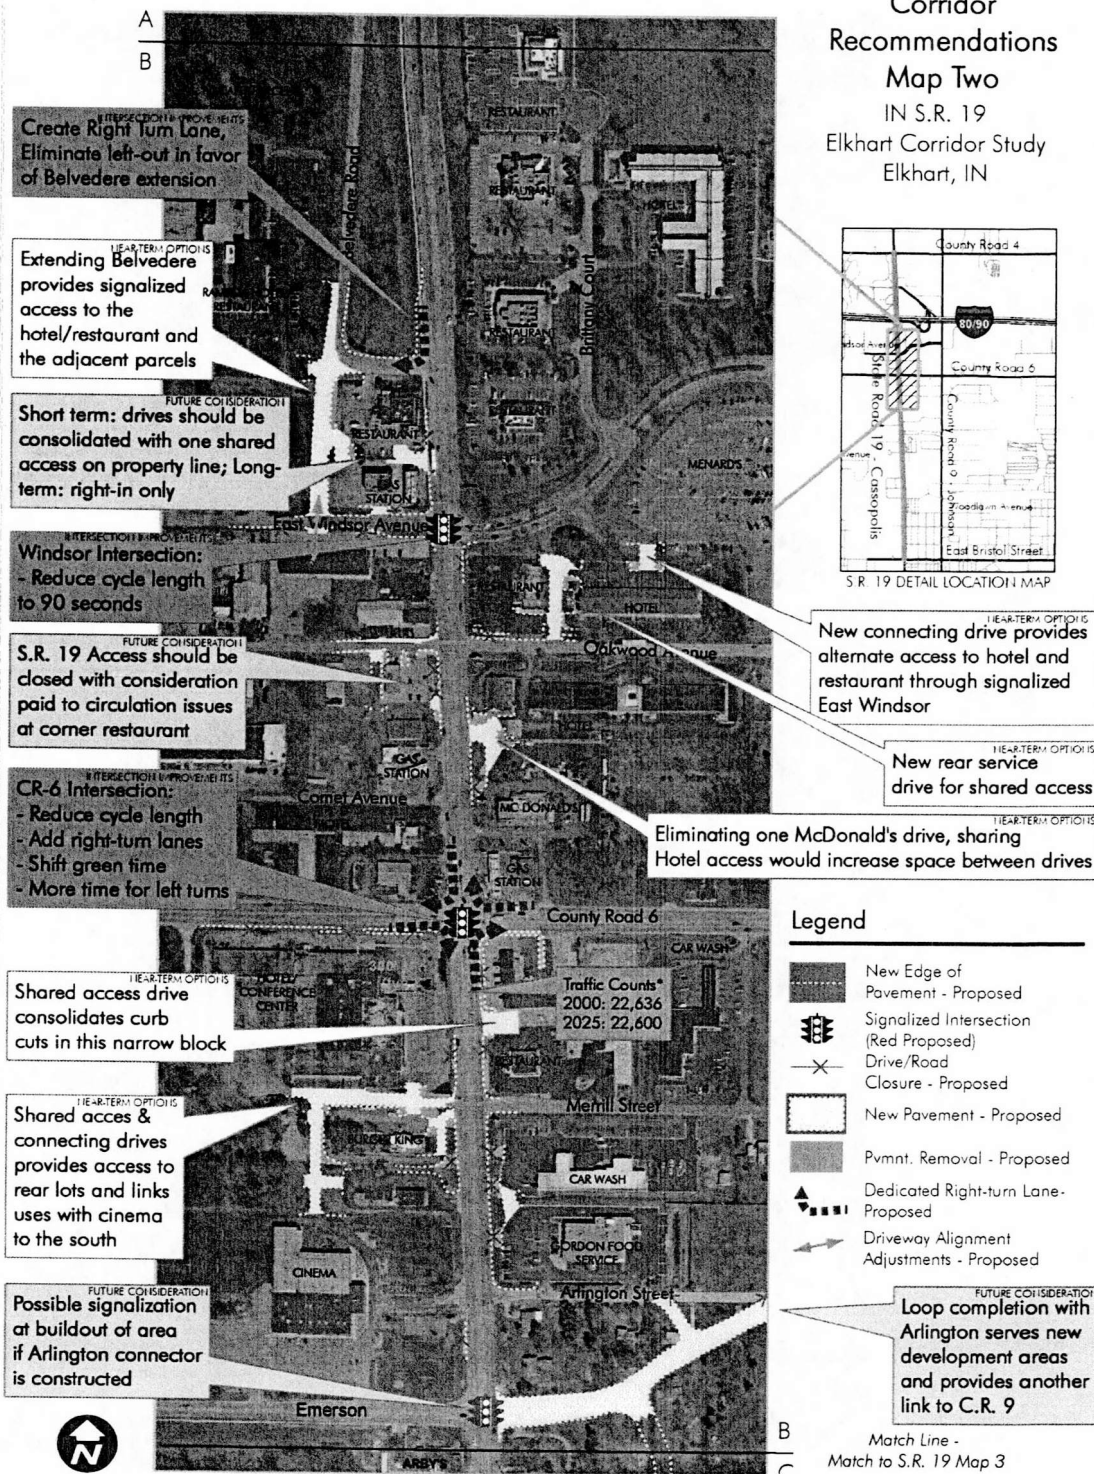 A
B
Corridor
Recommendations
Map Two
IN S.R. 19
Elkhart Corridor Study
Elkhart, IN
INTERSECTION IMPROVEMENTS
Create Right Turn Lane,
Eliminate left-out in favor
of Belvedere extension
NEAR-TERM OPTIONS
Extending Belvedere
provides signalized
access to the
hotel/restaurant and
the adjacent parcels
FUTURE CONSIDERATION
Short term: drives should be
consolidated with one shared
access on property line; Long-
term: right-in only
INTERSECTION IMPROVEMENTS
Windsor Intersection:
- Reduce cycle length
to 90 seconds
FUTURE CONSIDERATION
S.R. 19 Access should be
closed with consideration
paid to circulation issues
at corner restaurant
INTERSECTION IMPROVEMENTS
CR-6 Intersection:
- Reduce cycle length
- Add right-turn lanes
- Shift green time
- More time for left turns
NEAR-TERM OPTIONS
Shared access drive
consolidates curb
cuts in this narrow block
NEAR-TERM OPTIONS
Shared acces &
connecting drives
provides access to
rear lots and links
uses with cinema
to the south
FUTURE CONSIDERATION
Possible signalization
at buildout of area
if Arlington connector
is constructed
N
RESTAURANT
RESTAURANT
HOTEL
Belvedere Road
RESTAURANT
RESTAURANT
Brittany Court
RESTAURANT
RESTAURANT
MENARD'S
GAS
STATION
East Windsor Avenue
RESTAURANT
HOTEL
Oakwood Avenue
HOTEL
GAS
STATION
Comet Avenue
MC DONALD'S
GAS
STATION
County Road 6
CAR WASH
HOTEL/
CONFERENCE
CENTER
Traffic Counts*
2000: 22,636
2025: 22,600
RESTAURANT
Merrill Street
BURGER KING
CAR WASH
GORDON FOOD
SERVICE
CINEMA
Arlington Street
Emerson
ARBY'S
B
C
County Road 4
80/90
County Road 6
State Road 19 - Cassopolis
County Road 9 - Johnson
Woodlawn Avenue
East Bristol Street
S.R. 19 DETAIL LOCATION MAP
NEAR-TERM OPTIONS
New connecting drive provides
alternate access to hotel and
restaurant through signalized
East Windsor
NEAR-TERM OPTIONS
New rear service
drive for shared access
NEAR-TERM OPTIONS
Eliminating one McDonald's drive, sharing
Hotel access would increase space between drives
Legend
New Edge of
Pavement - Proposed
Signalized Intersection
(Red Proposed)
Drive/Road
Closure - Proposed
New Pavement - Proposed
Pvmnt. Removal - Proposed
Dedicated Right-turn Lane-
Proposed
Driveway Alignment
Adjustments - Proposed
FUTURE CONSIDERATION
Loop completion with
Arlington serves new
development areas
and provides another
link to C.R. 9
Match Line -
Match to S.R. 19 Map 3